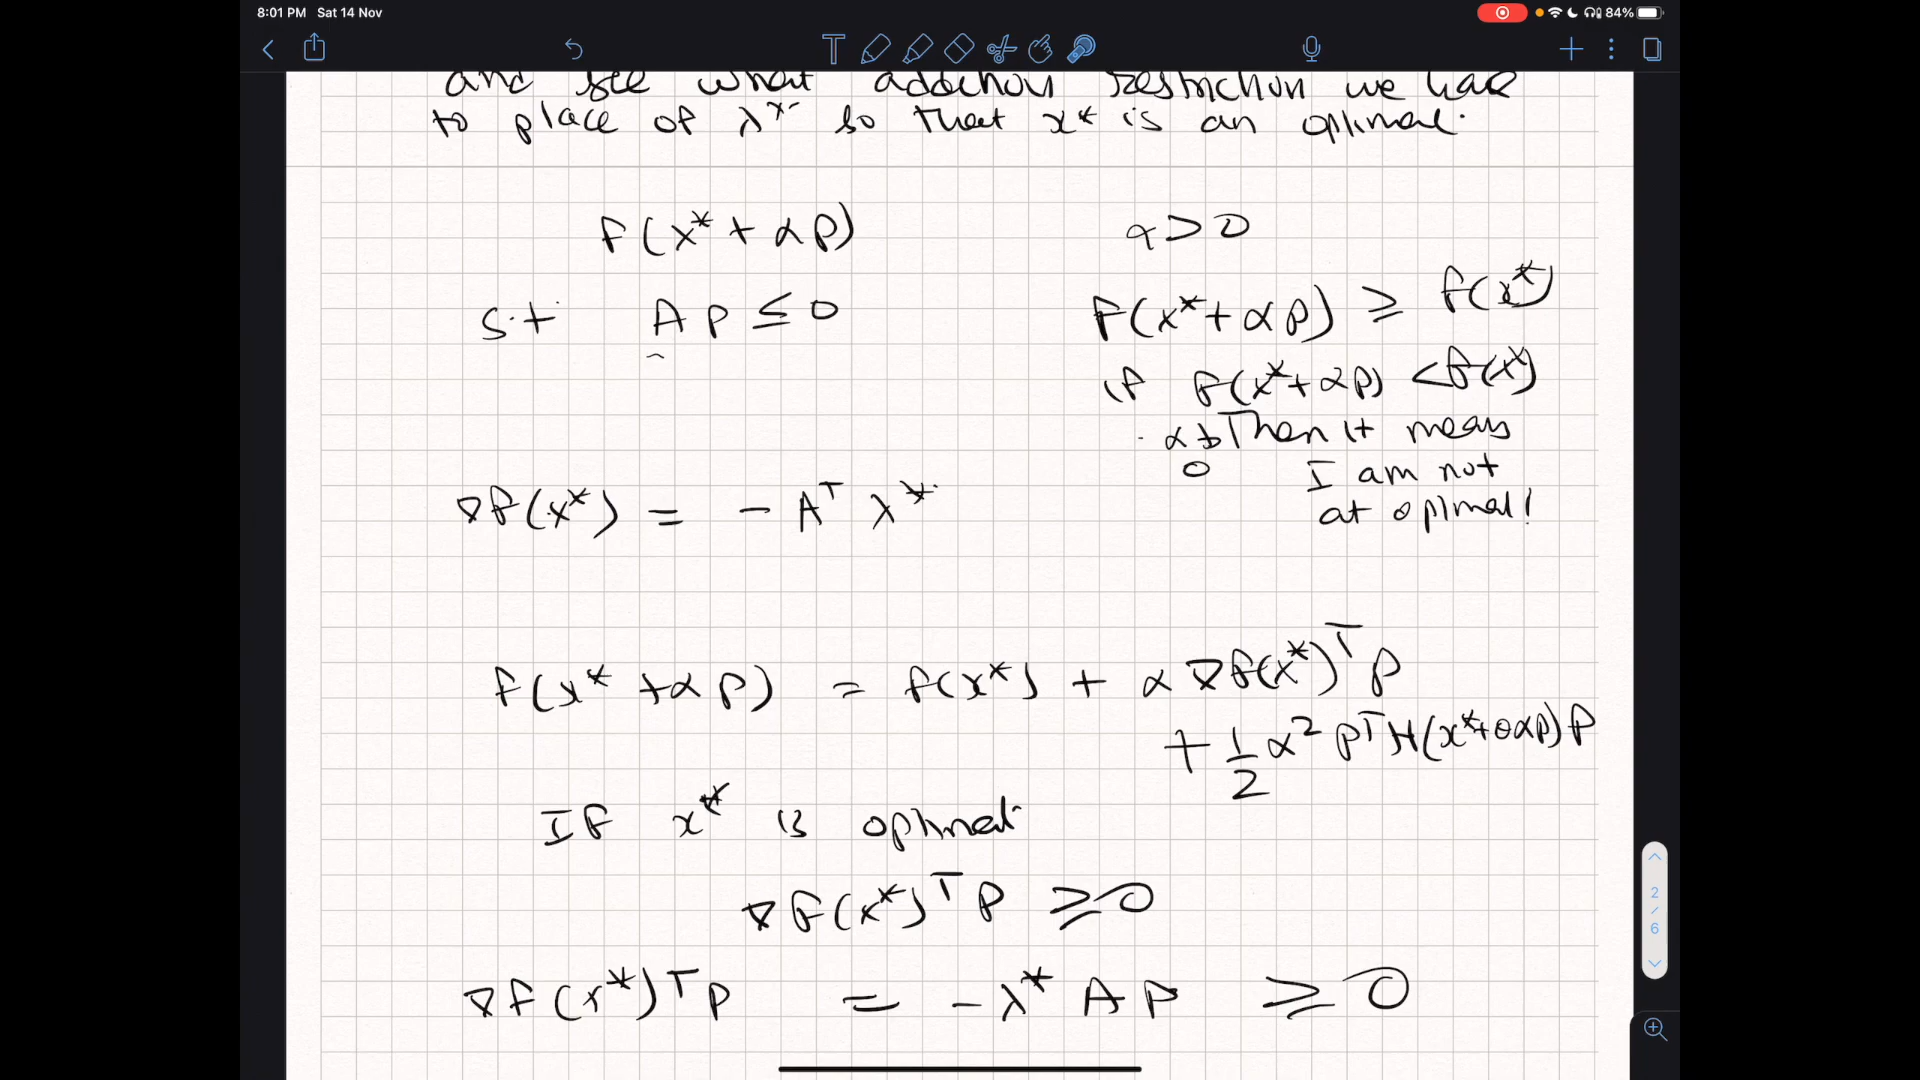 8:01 PM Sat 14 Nov
84%
and see what addition restriction we have
to place of λ* so that x* is an optimal.
f(x* + αp)
α > 0
s.t Ap ≤ 0
f(x* + αp) ≥ f(x*)
if f(x* + αp) < f(x*)
Then it means
0 I am not
at optimal!
∇f(x*) = - Aᵀ λ*
f(x* + αp) = f(x*) + α ∇f(x*)ᵀ p
+ 1/2 α² pᵀ H(x* + θαp) p
If x* is optimal
∇f(x*)ᵀ p ≥ 0
∇f(x*)ᵀ p = - λ* A p ≥ 0
2
/
6